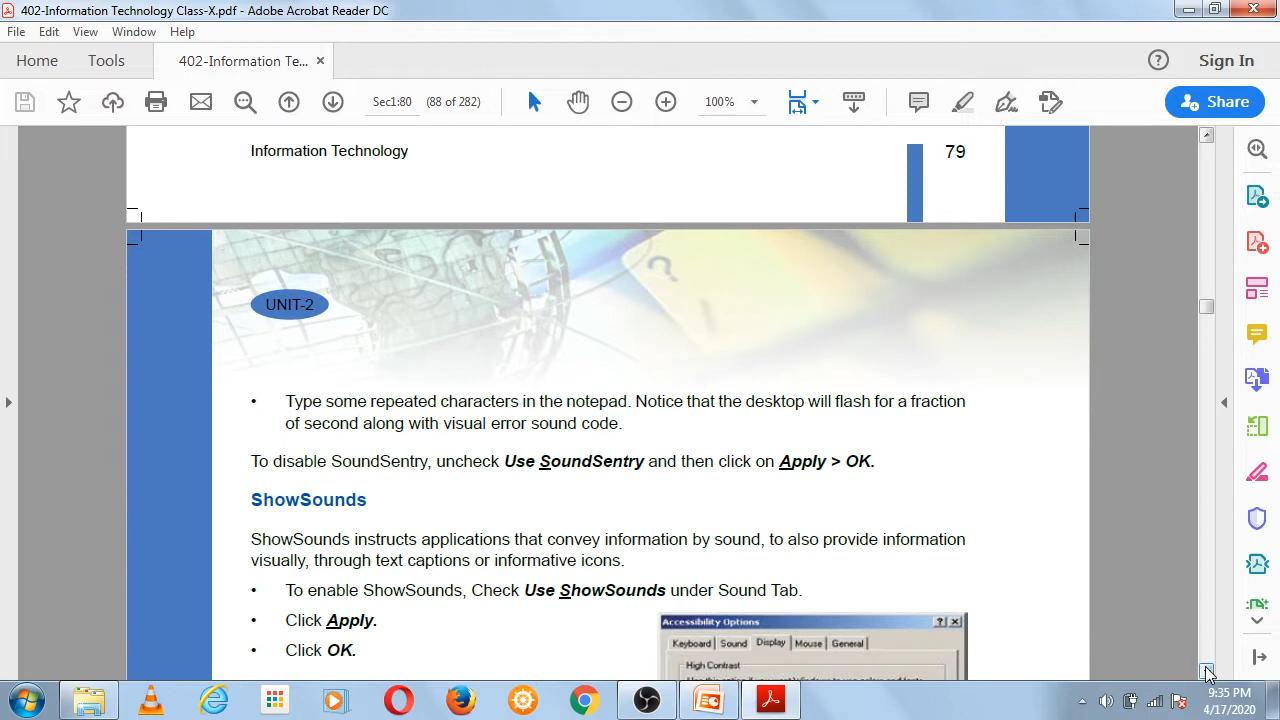 402-Information Technology Class-X.pdf - Adobe Acrobat Reader DC
File Edit View Window Help
Home Tools 402-Information Te... × ? Sign In
Sec1:80 (88 of 282) 100% Share
Information Technology 79
UNIT-2
• Type some repeated characters in the notepad. Notice that the desktop will flash for a fraction
of second along with visual error sound code.
To disable SoundSentry, uncheck Use SoundSentry and then click on Apply > OK.
ShowSounds
ShowSounds instructs applications that convey information by sound, to also provide information
visually, through text captions or informative icons.
• To enable ShowSounds, Check Use ShowSounds under Sound Tab.
• Click Apply.
• Click OK.
Accessibility Options
Keyboard Sound Display Mouse General
High Contrast
9:35 PM
4/17/2020